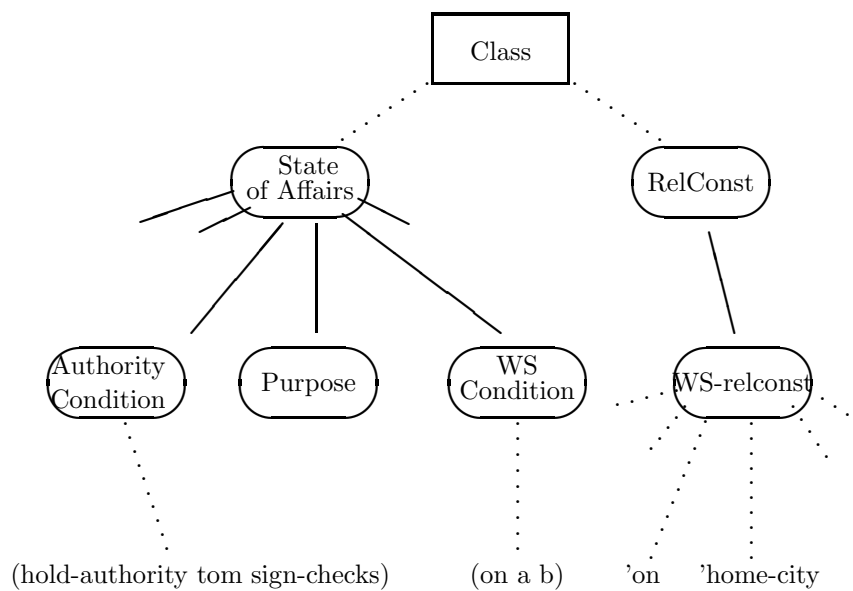 Class
State
of Affairs
RelConst
Authority
Condition
Purpose
WS
Condition
WS-relconst
(hold-authority tom sign-checks)
(on a b)
'on
'home-city